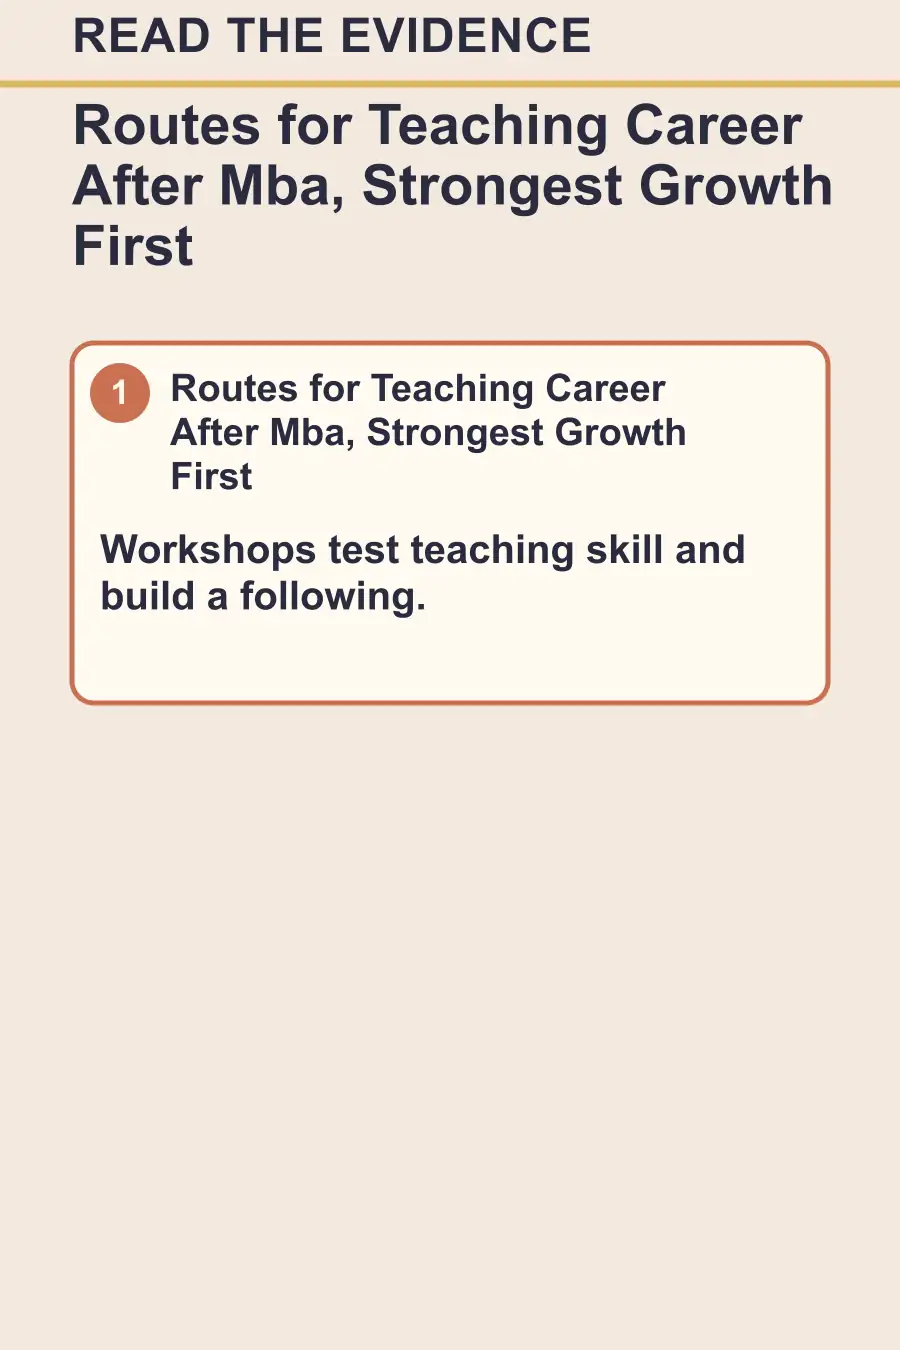 READ THE EVIDENCE
Routes for Teaching Career
After Mba, Strongest Growth
First
1
Routes for Teaching Career
After Mba, Strongest Growth
First
Workshops test teaching skill and
build a following.